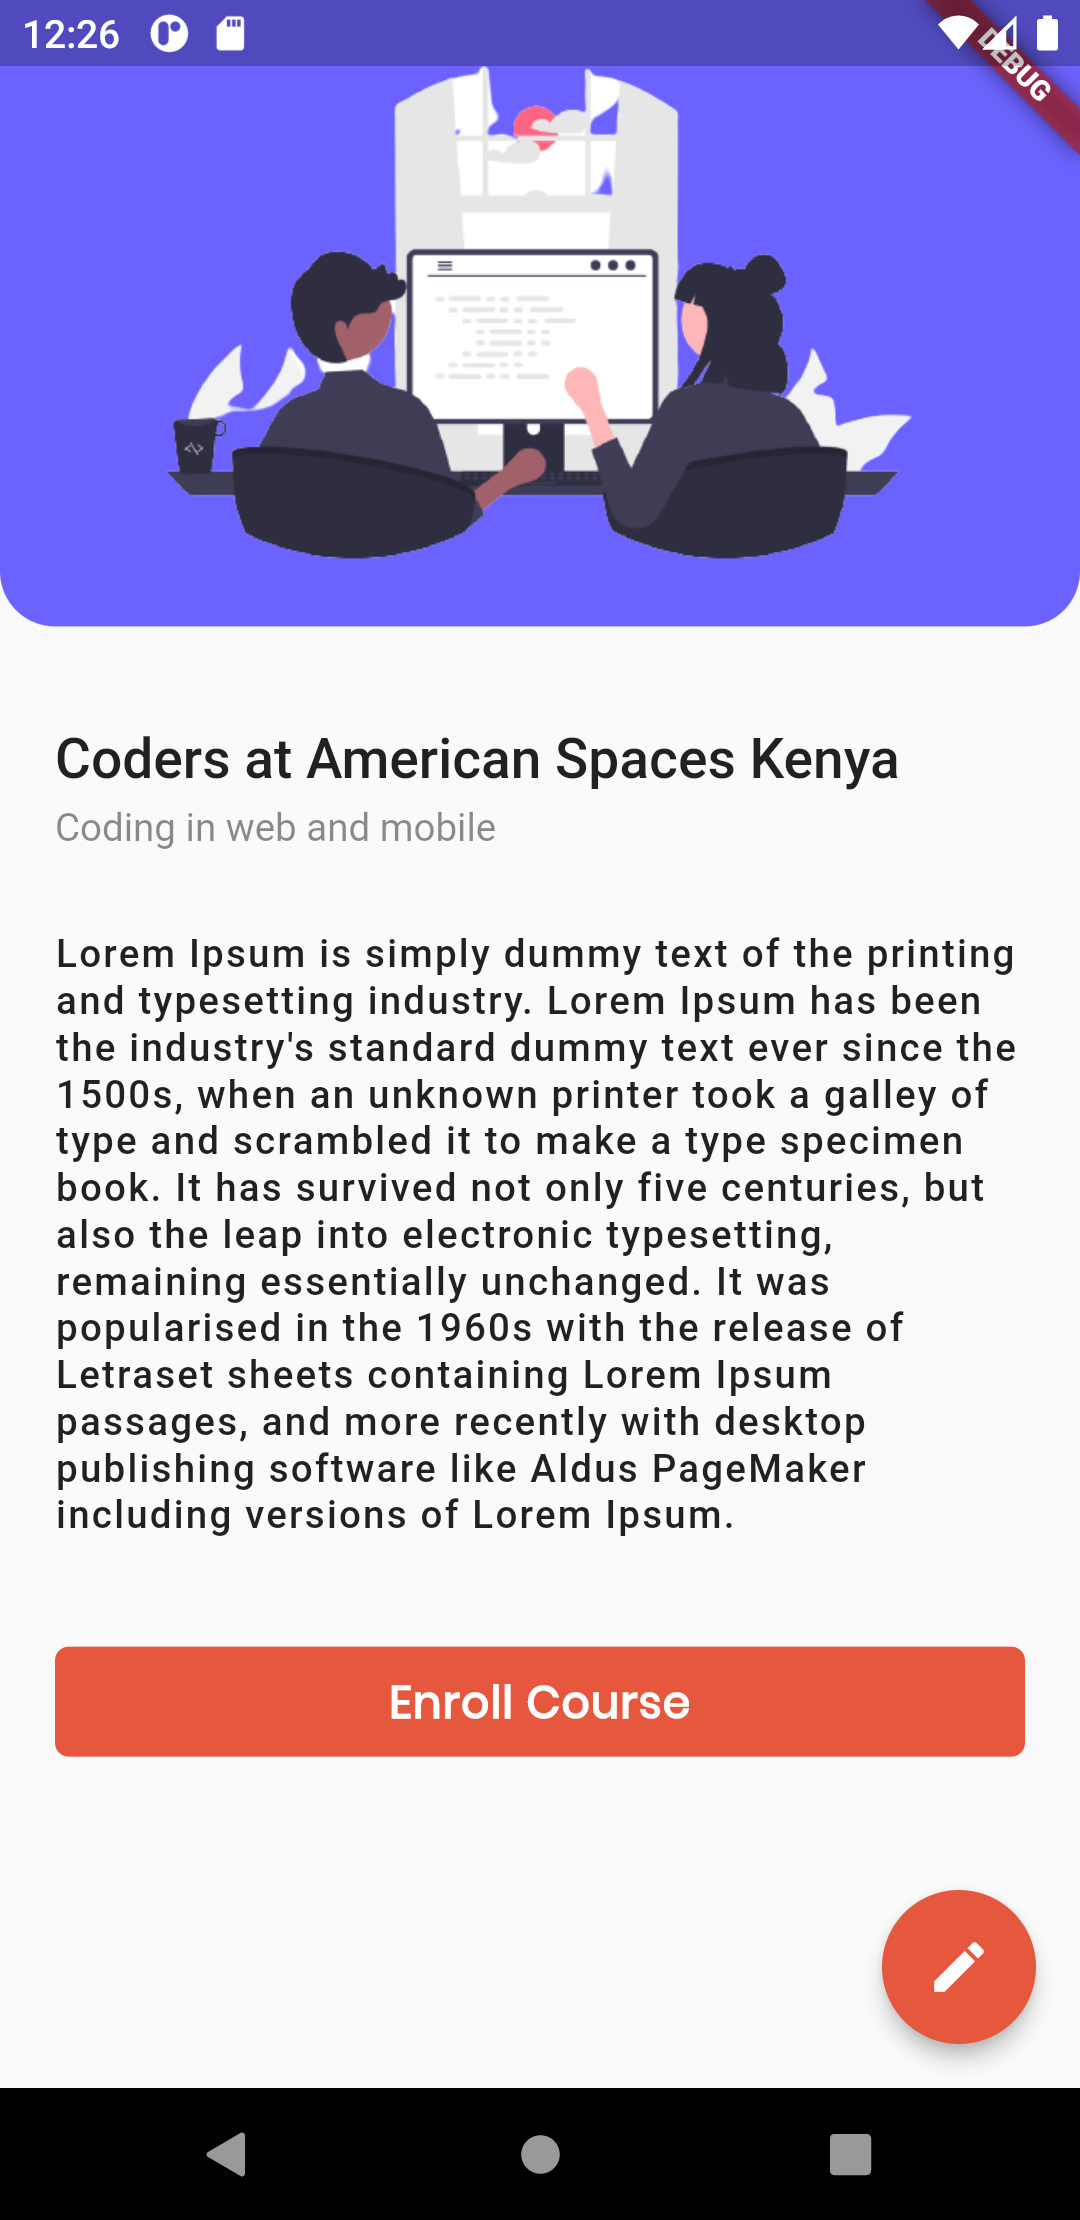 12:26
DEBUG
Coders at American Spaces Kenya
Coding in web and mobile
Lorem Ipsum is simply dummy text of the printing
and typesetting industry. Lorem Ipsum has been
the industry's standard dummy text ever since the
1500s, when an unknown printer took a galley of
type and scrambled it to make a type specimen
book. It has survived not only five centuries, but
also the leap into electronic typesetting,
remaining essentially unchanged. It was
popularised in the 1960s with the release of
Letraset sheets containing Lorem Ipsum
passages, and more recently with desktop
publishing software like Aldus PageMaker
including versions of Lorem Ipsum.
Enroll Course